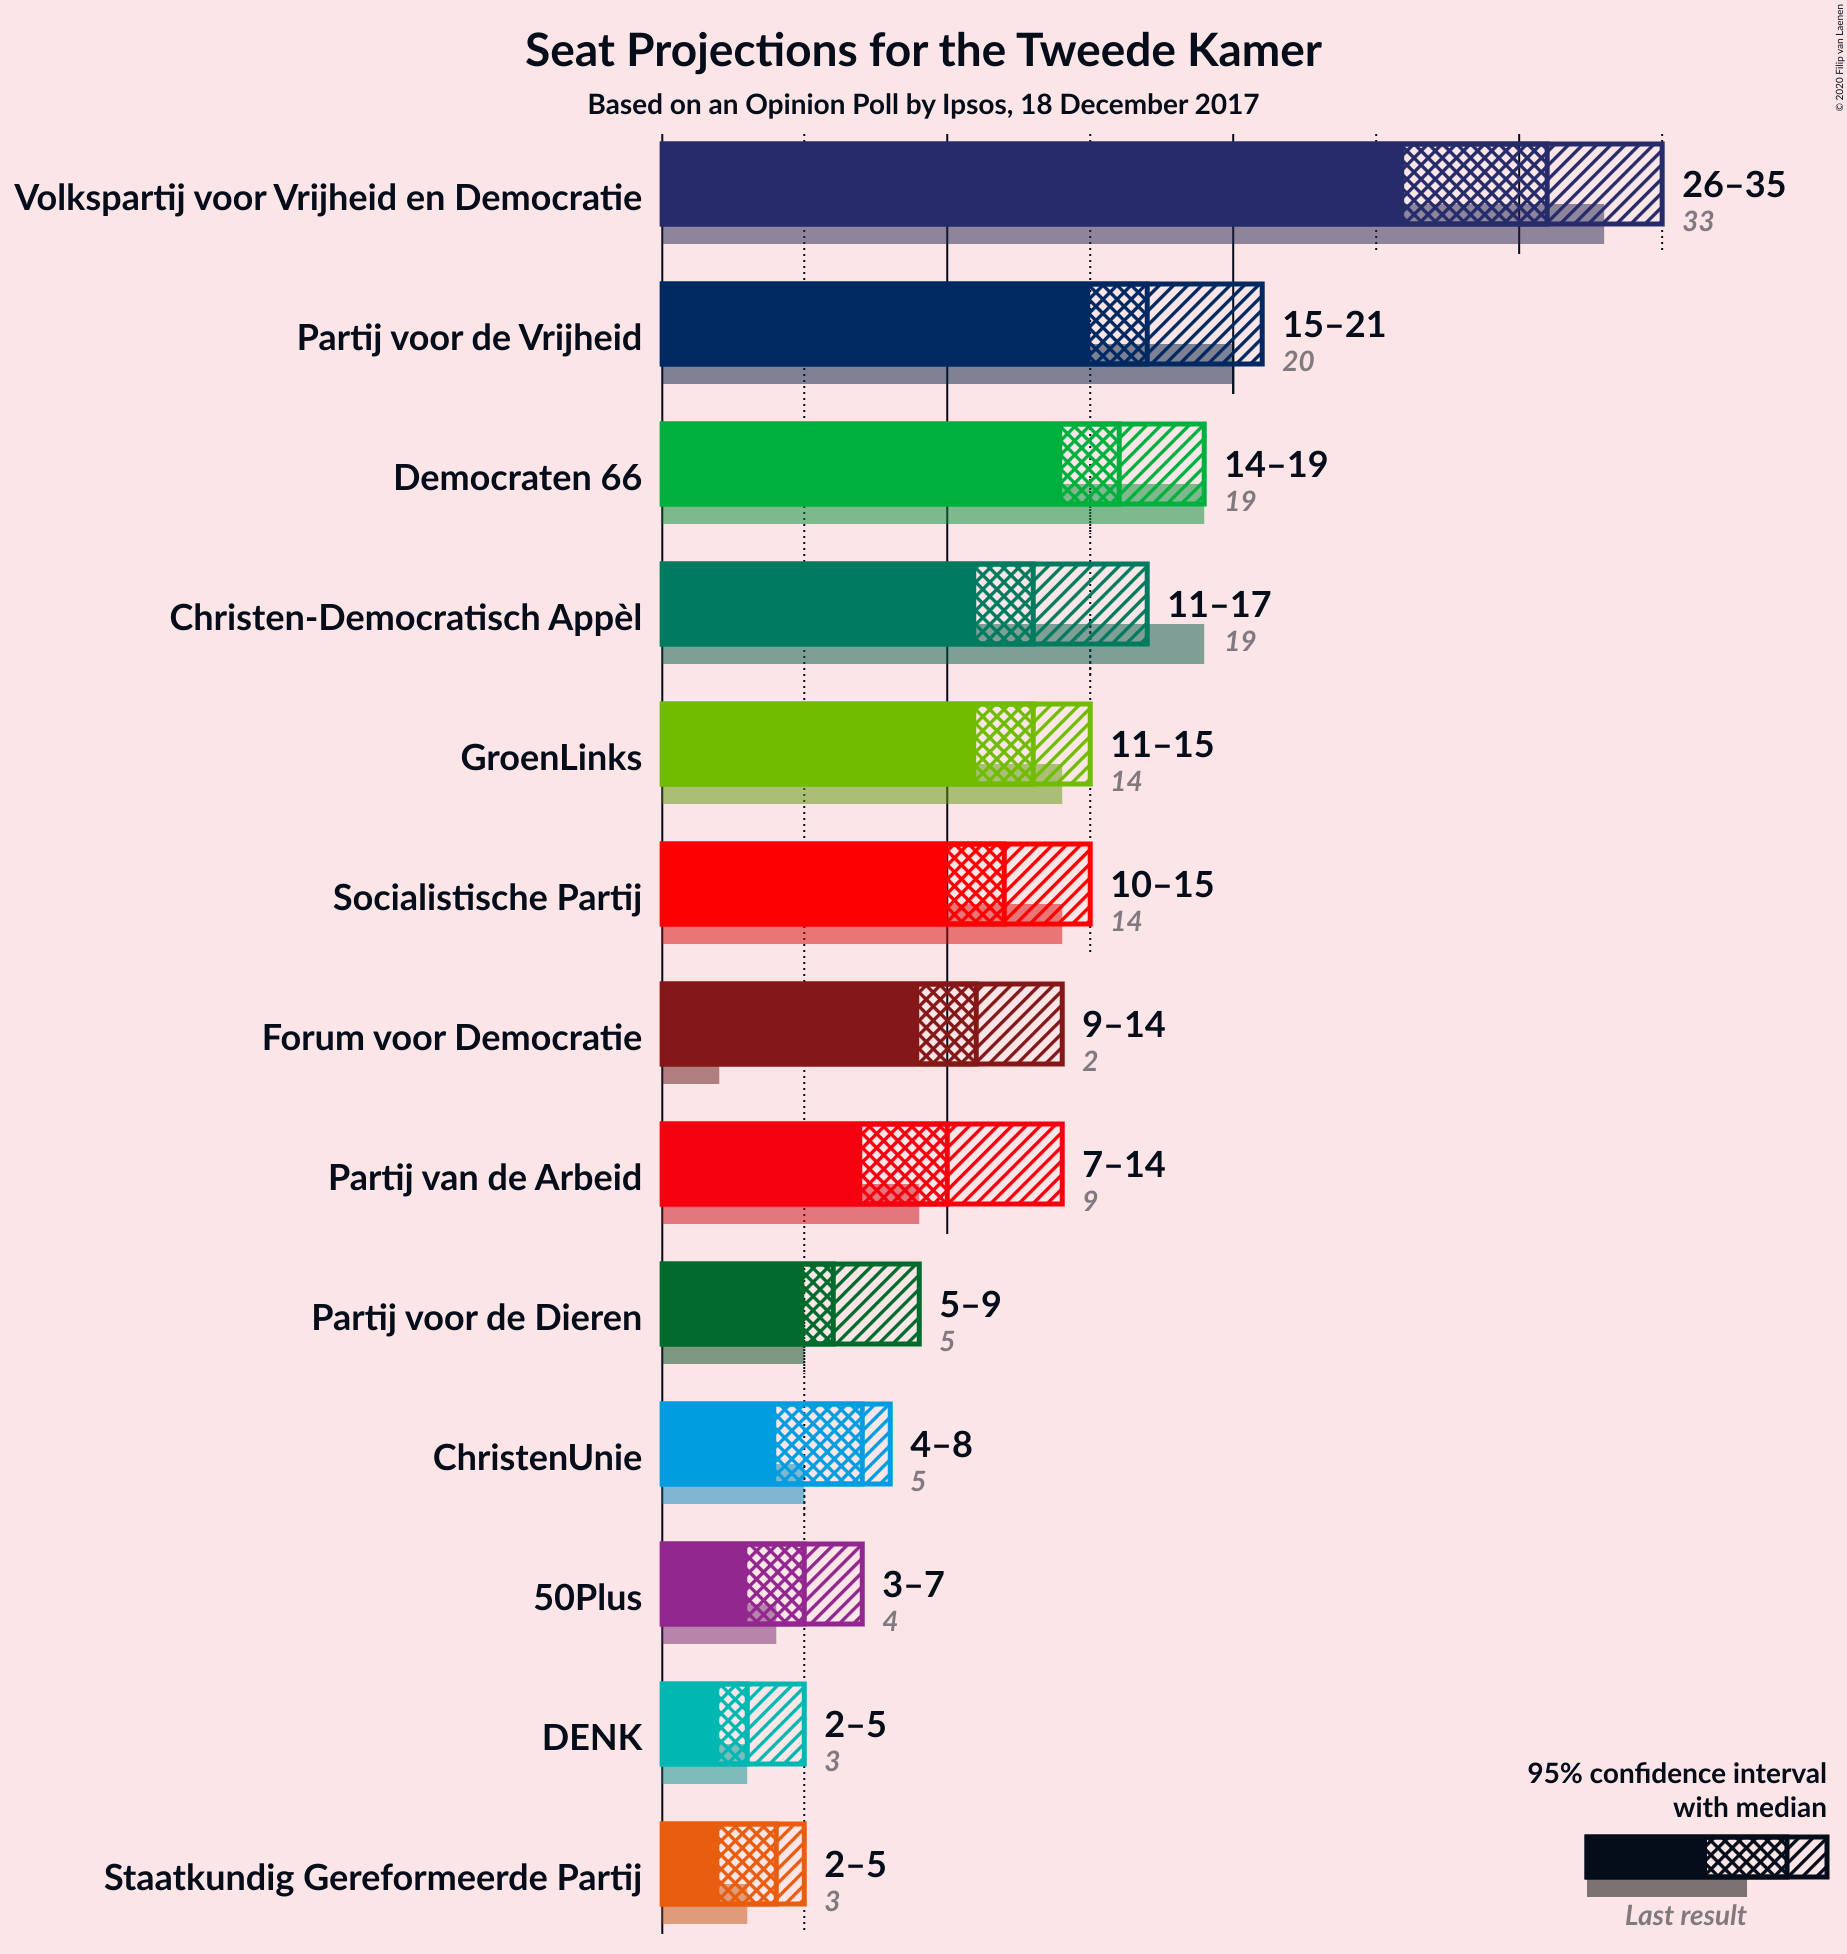 Seat Projections for the Tweede Kamer
Based on an Opinion Poll by Ipsos, 18 December 2017
© 2020 Filip van Laenen
Volkspartij voor Vrijheid en Democratie
26–35
33
Partij voor de Vrijheid
15–21
20
Democraten 66
14–19
19
Christen-Democratisch Appèl
11–17
19
GroenLinks
11–15
14
Socialistische Partij
10–15
14
Forum voor Democratie
9–14
2
Partij van de Arbeid
7–14
9
Partij voor de Dieren
5–9
5
ChristenUnie
4–8
5
50Plus
3–7
4
DENK
2–5
3
Staatkundig Gereformeerde Partij
2–5
3
95% confidence interval
with median
Last result